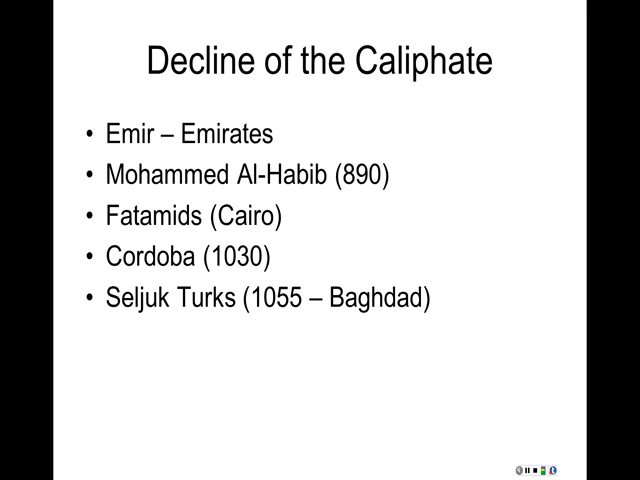 Decline of the Caliphate
• Emir – Emirates
• Mohammed Al-Habib (890)
• Fatamids (Cairo)
• Cordoba (1030)
• Seljuk Turks (1055 – Baghdad)